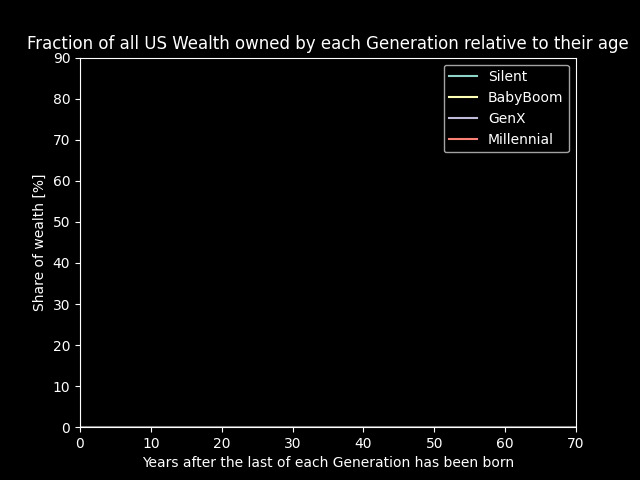 Fraction of all US Wealth owned by each Generation relative to their age
Silent
BabyBoom
GenX
Millennial
Share of wealth [%]
90
80
70
60
50
40
30
20
10
0
0 10 20 30 40 50 60 70
Years after the last of each Generation has been born